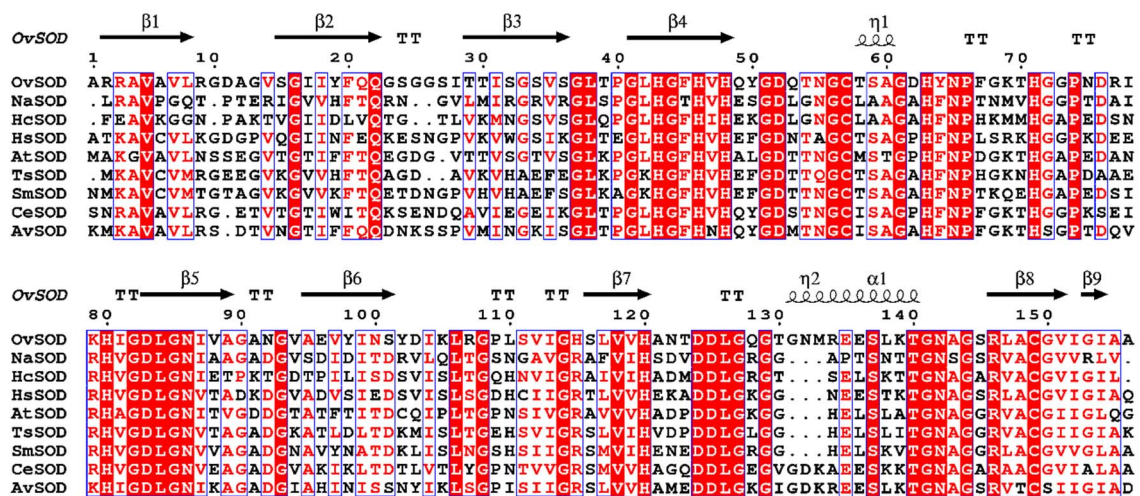 β1 β2 β3 β4 η1
OvSOD TT TT TT
1 10 20 30 40 50 60 70
OvSOD ARRAVAVLRGDAGVSGIIYFQQGSGGSITTISGSVSGLTPGLHGFHVHQYGDQTNGCTSAGDHYNPFGKTHGGPNDRI
NaSOD .LRAVPGQT.PTERIGVVHFTQRN..GVLMIRGRVRGLSPGLHGTHVHESGDLGNGCLAAGAHFNPTNMVHGGPTDAI
HcSOD .FEAVKGGN.PAKTVGIIDLVQTG..TLVKMNGSVSGLQPGLHGFHIHEKGDLGNGCLAAGAHFNPHKMMHGAPEDSN
HsSOD ATKAVCVLKGDGPVQGIINFEQKESNGPVKVWGSIKGLTEGLHGFHVHEFGDNTAGCTSAGPHFNPLSRKHGGPKDEE
AtSOD MAKGVAVLNSSEGVTGTIFFTQEGDG.VTTVSGTVSGLKPGLHGFHVHALGDTTNGCMSTGPHFNPDGKTHGAPEDAN
TsSOD .MKAVCVMRGEEGVKGVVHFTQAGD..AVKVHAEFEGLKPGKHGFHVHEFGDTTQGCTSAGAHFNPHGKNHGAPDAAE
SmSOD NMKAVCVMTGTAGVKGVVKFTQETDNGPVHVHAEFSGLKAGKHGFHVHEFGDTTNGCTSAGAHFNPTKQEHGAPEDSI
CeSOD SNRAVAVLRG.ETVTGTIWITQKSENDQAVIEGEIKGLTPGLHGFHVHQYGDSTNGCISAGPHFNPFGKTHGGPKSEI
AvSOD KMKAVAVLRS.DTVNGTIFFQQDNKSSPVMINGNISGLTPGLHGFHNHQYGDMTNGCISAGAHFNPFGKTHSGPTDQV
β5 β6 β7 η2 α1 β8 β9
OvSOD TT TT TT TT TT
80 90 100 110 120 130 140 150
OvSOD KHIGDLGNIVAGANGVAEVYINSYDIKLRGPLSVIGHSLVVHANTDDLGQGTGNMREESLKTGNAGSRLACGVIGIAA
NaSOD RHVGDLGNIAAGADGVSDIDITDRVLQLTGSNGAVGRAFVIHSDVDDLGRGG...APTSNTTGNSGSRLACGVVRLV.
HcSOD RHVGDLGNIETPKTGDTPILISDSVISLTGQHNVIGRAIVIHADMDDLGRGT...SELSKTTGNAGARVACGVIGIL.
HsSOD RHVGDLGNVTADKDGVADVSIEDSVISLSGDHCIIGRTLVVHEKADDLGKGG...NEESTKTGNAGSRLACGVIGIAQ
AtSOD RHAGDLGNITVGDDGTATFTITDCQIPLTGPNSIVGRAVVVHADPDDLGKGG...HELSLATGNAGGRVACGIIGLQG
TsSOD RHVGDLGNVTAGADGKATLDLTDKMISLTGEHSVIGRSLVIHVDPDDLGLGG...HELSLITGNAGGRVACGIIGIAK
SmSOD RHVGDLGNVVAGADGNAVYNATDKLISLNGSHSIIGRSMVIHENEDDLGRGG...HELSKVTGNAGGRLACGVVGLAA
CeSOD RHVGDLGNVEAGADGVAKIKLTDTLVTLYGPNTVVGRSMVVHAGQDDLGEGVGDKAEESKKTGNAGARAACGVIALAA
AvSOD KHIGDLGNIKAGADGIAHINISSNYIKLSGPISIIGRSLVVHAMEDDLGKGIGDKAEESLKTGNAGSRVTCSIIGIAD